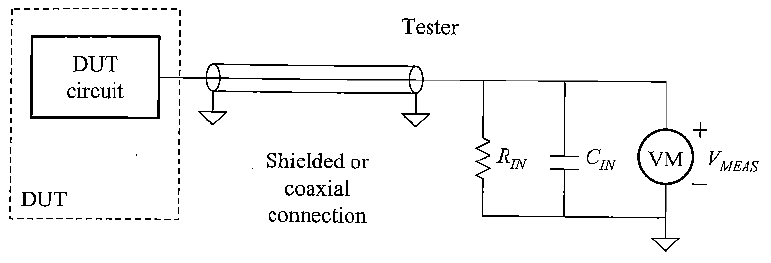 Tester
DUT
circuit
DUT
Shielded or
coaxial
connection
R_IN
C_IN
VM
+
V_MEAS
−